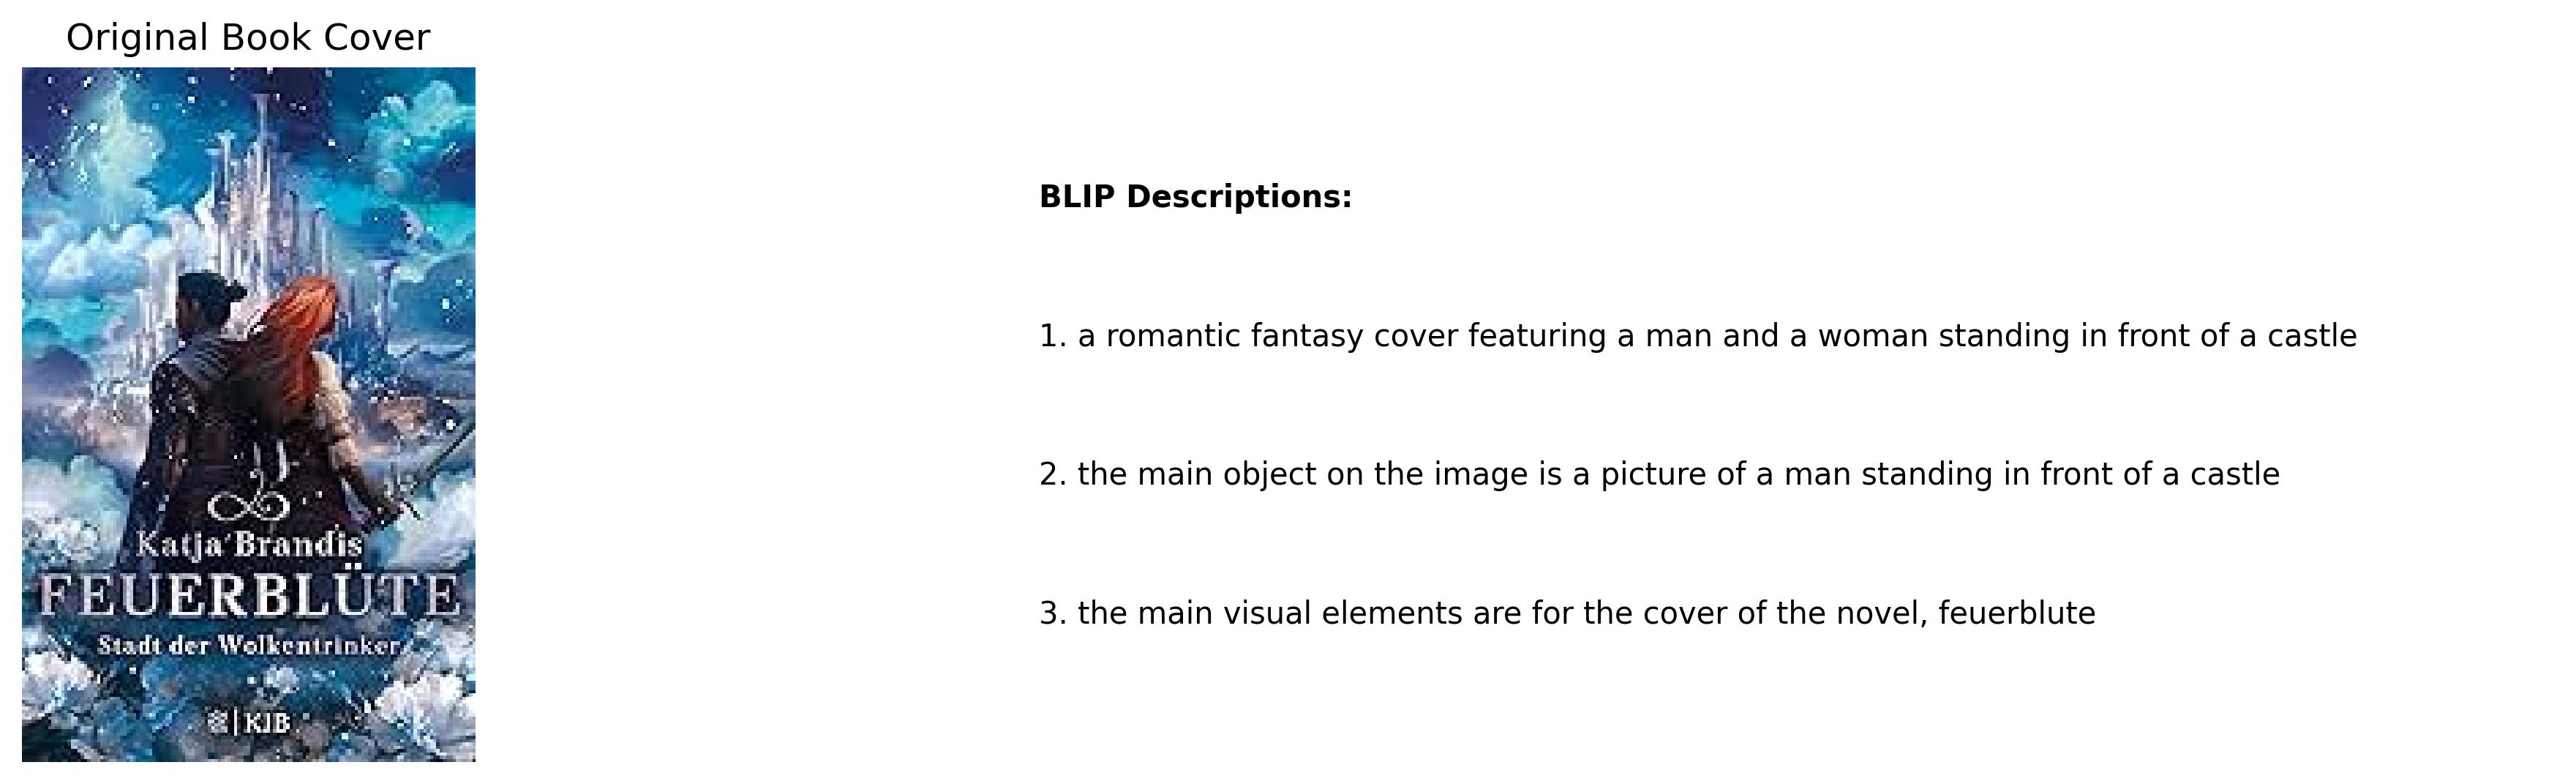 Original Book Cover
Katja Brandis
FEUERBLÜTE
Stadt der Wolkentrinker
KJB
BLIP Descriptions:
1. a romantic fantasy cover featuring a man and a woman standing in front of a castle
2. the main object on the image is a picture of a man standing in front of a castle
3. the main visual elements are for the cover of the novel, feuerblute